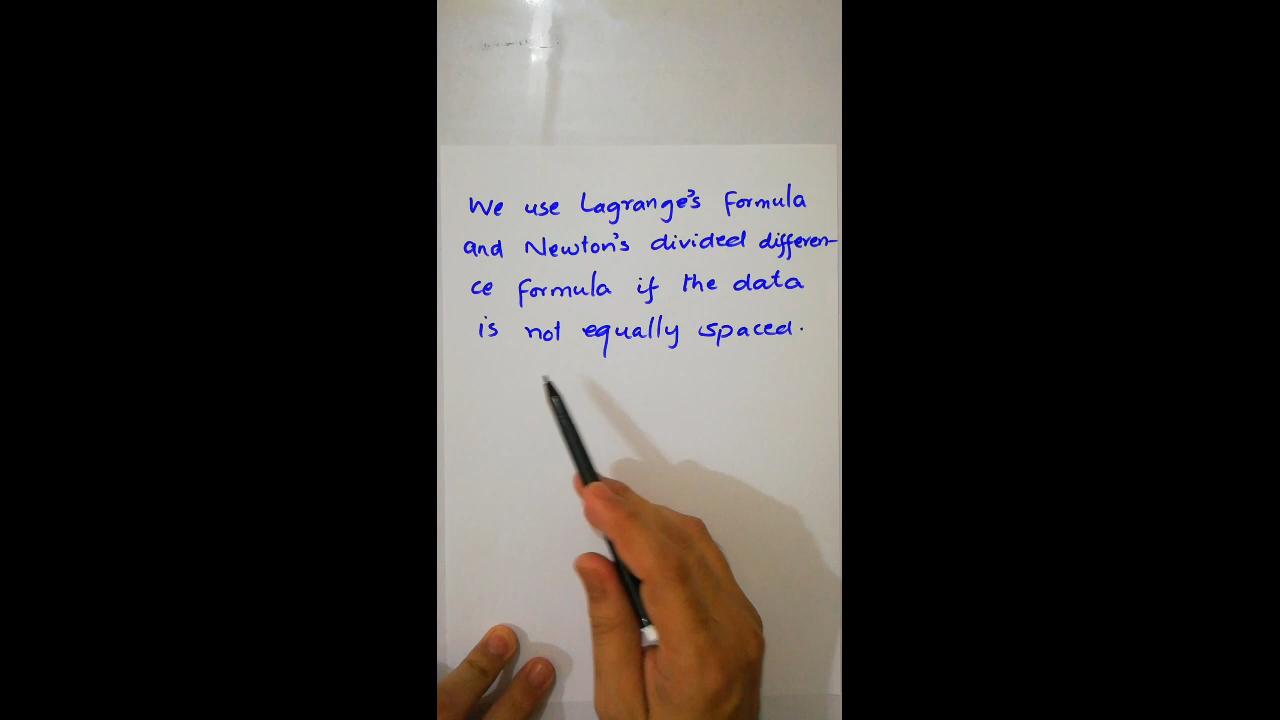 We use Lagrange's formula
and Newton's divided differen-
ce formula if the data
is not equally spaced.